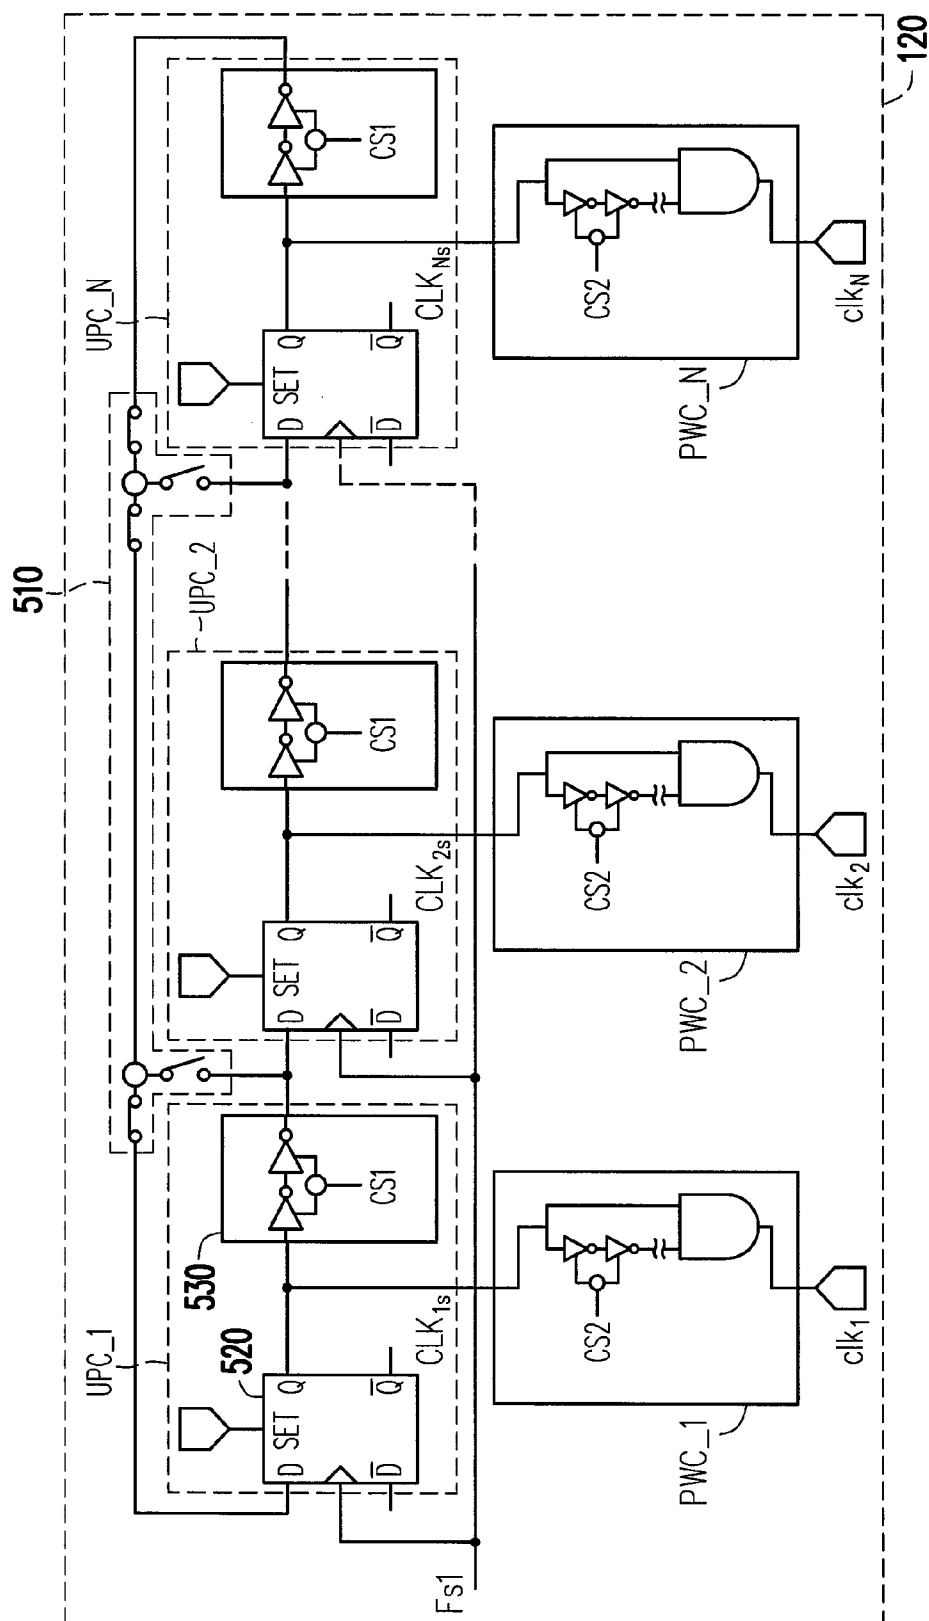 120
510
UPC_1
UPC_2
UPC_N
530
520
CS1
CS1
CS1
D SET Q
D̅ Q̅
D SET Q
D̅ Q̅
D SET Q
D̅ Q̅
CLK1s
CLK2s
CLKNs
Fs1
CS2
CS2
CS2
PWC_1
PWC_2
PWC_N
clk1
clk2
clkN